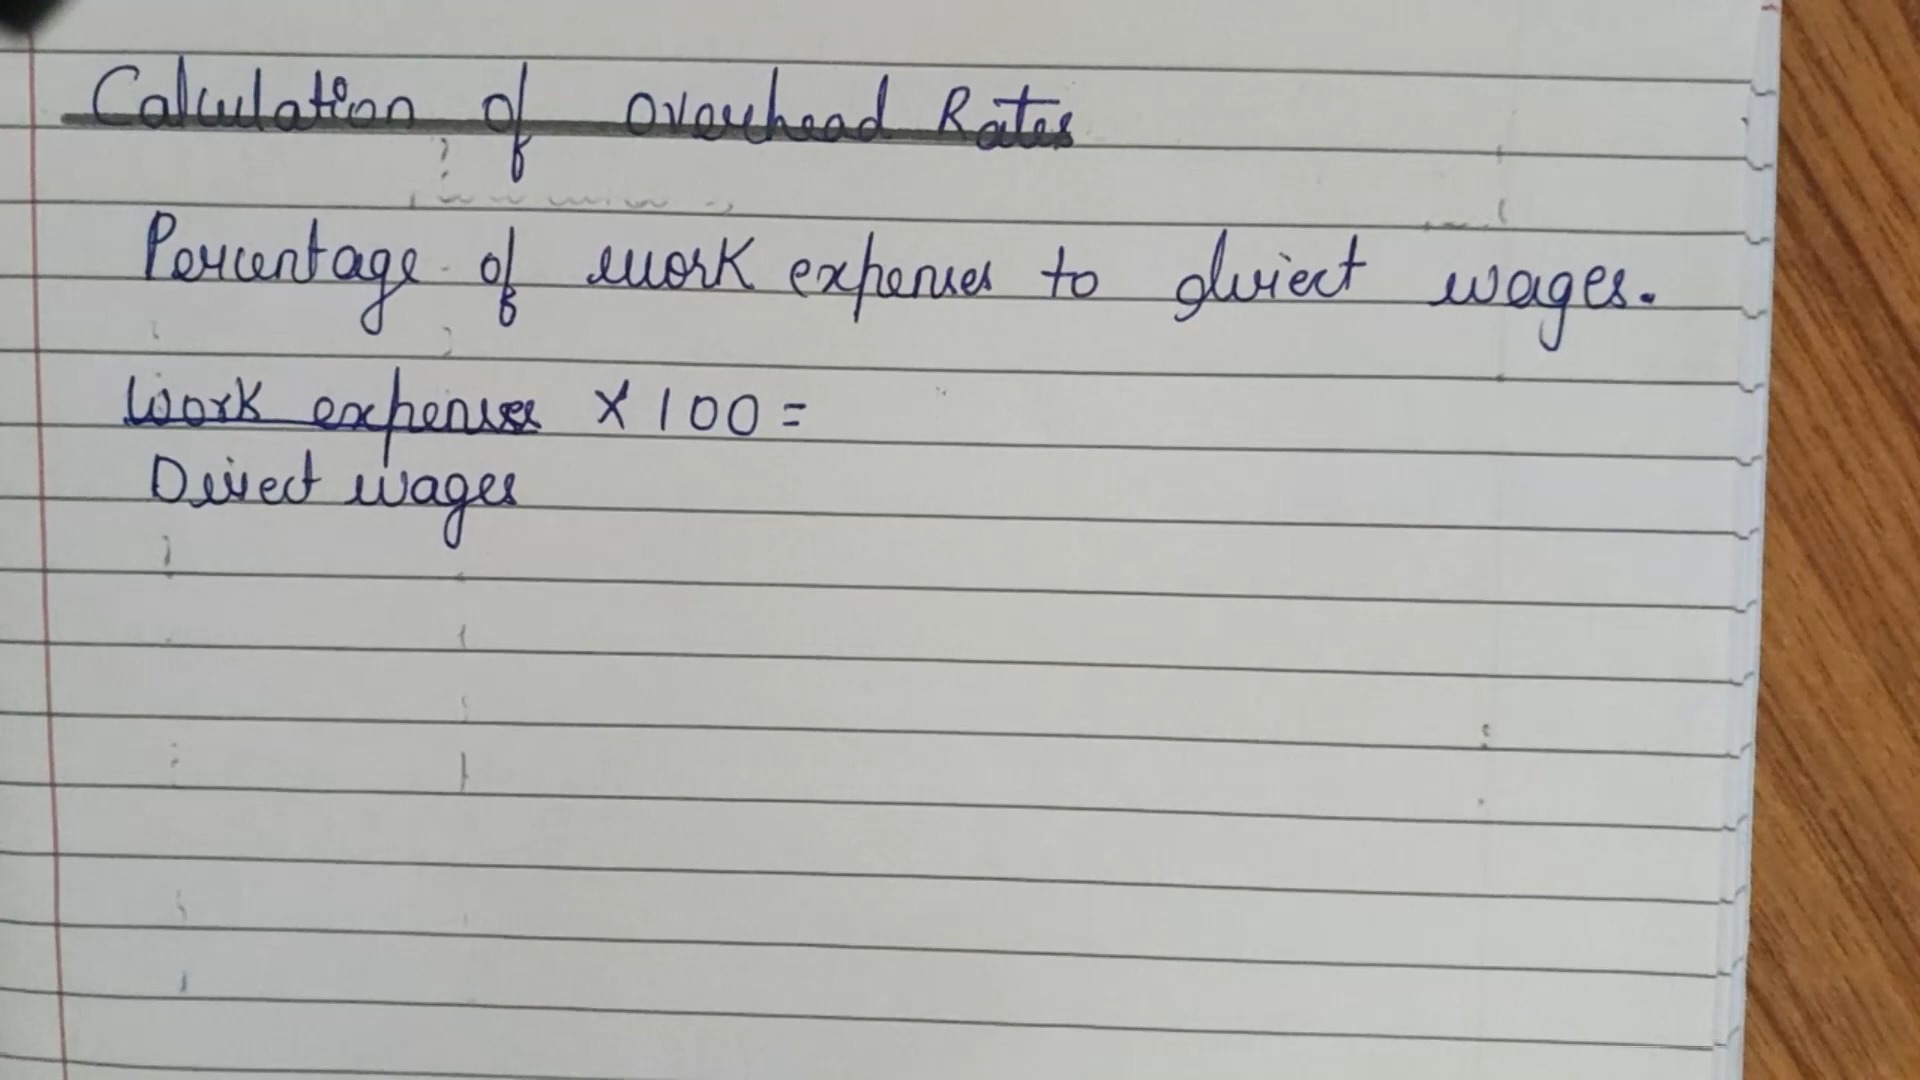 Calculation of overhead Rates
Percentage of work expenses to direct wages.
Work expenses × 100 =
Direct wages